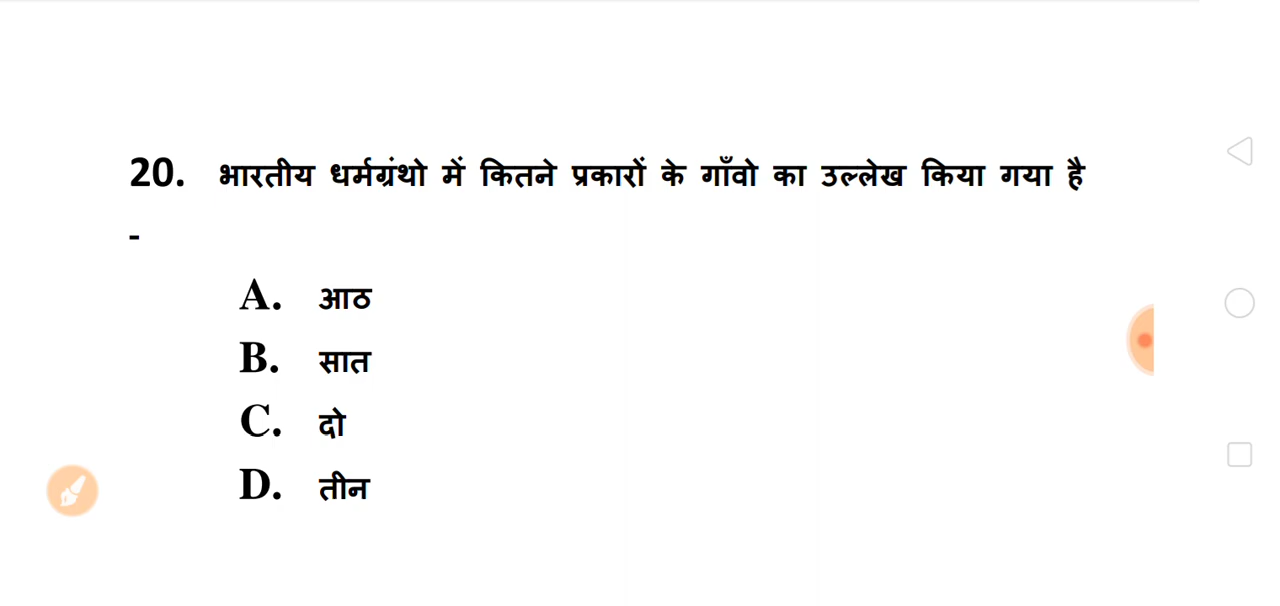 20. भारतीय धर्मग्रंथो में कितने प्रकारों के गाँवो का उल्लेख किया गया है
-
A. आठ
B. सात
C. दो
D. तीन